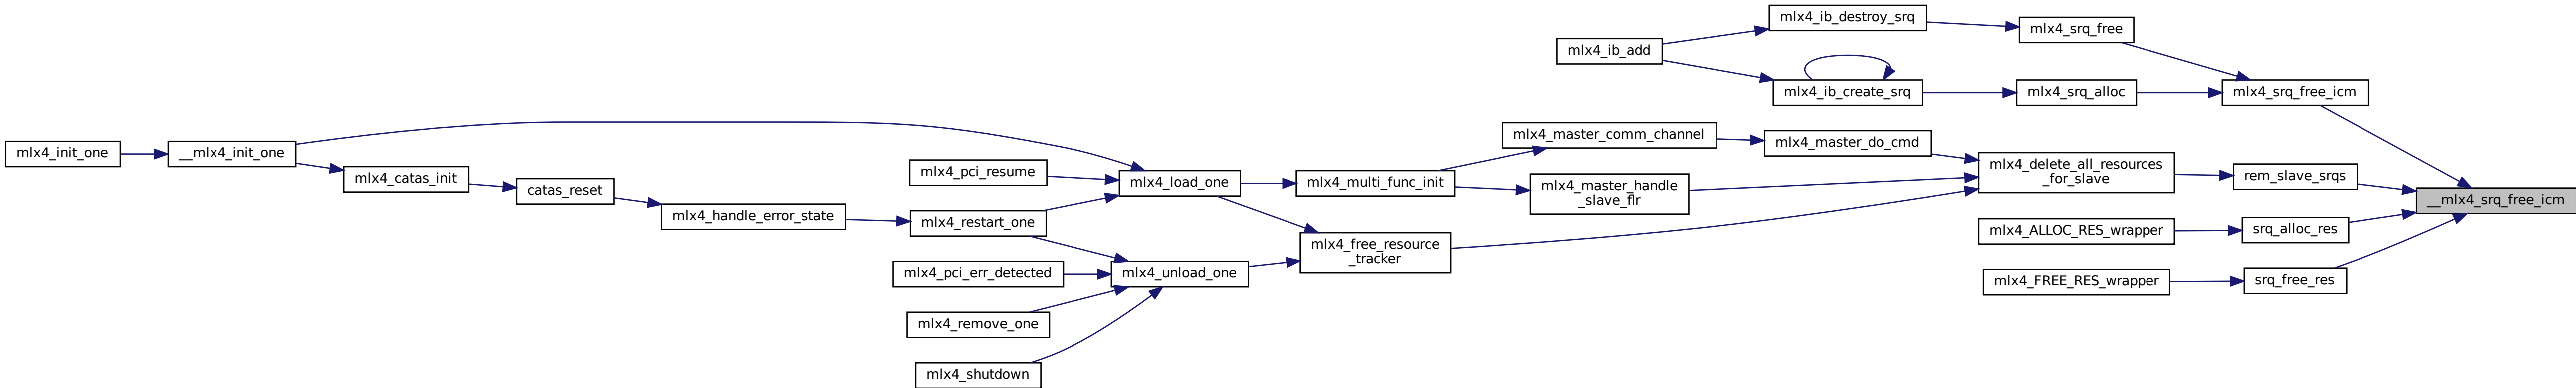 mlx4_init_one
__mlx4_init_one
mlx4_catas_init
catas_reset
mlx4_handle_error_state
mlx4_pci_resume
mlx4_restart_one
mlx4_pci_err_detected
mlx4_remove_one
mlx4_shutdown
mlx4_load_one
mlx4_unload_one
mlx4_multi_func_init
mlx4_free_resource
_tracker
mlx4_master_comm_channel
mlx4_master_handle
_slave_flr
mlx4_ib_add
mlx4_ib_destroy_srq
mlx4_ib_create_srq
mlx4_master_do_cmd
mlx4_srq_free
mlx4_srq_alloc
mlx4_delete_all_resources
_for_slave
mlx4_ALLOC_RES_wrapper
mlx4_FREE_RES_wrapper
mlx4_srq_free_icm
rem_slave_srqs
srq_alloc_res
srq_free_res
__mlx4_srq_free_icm